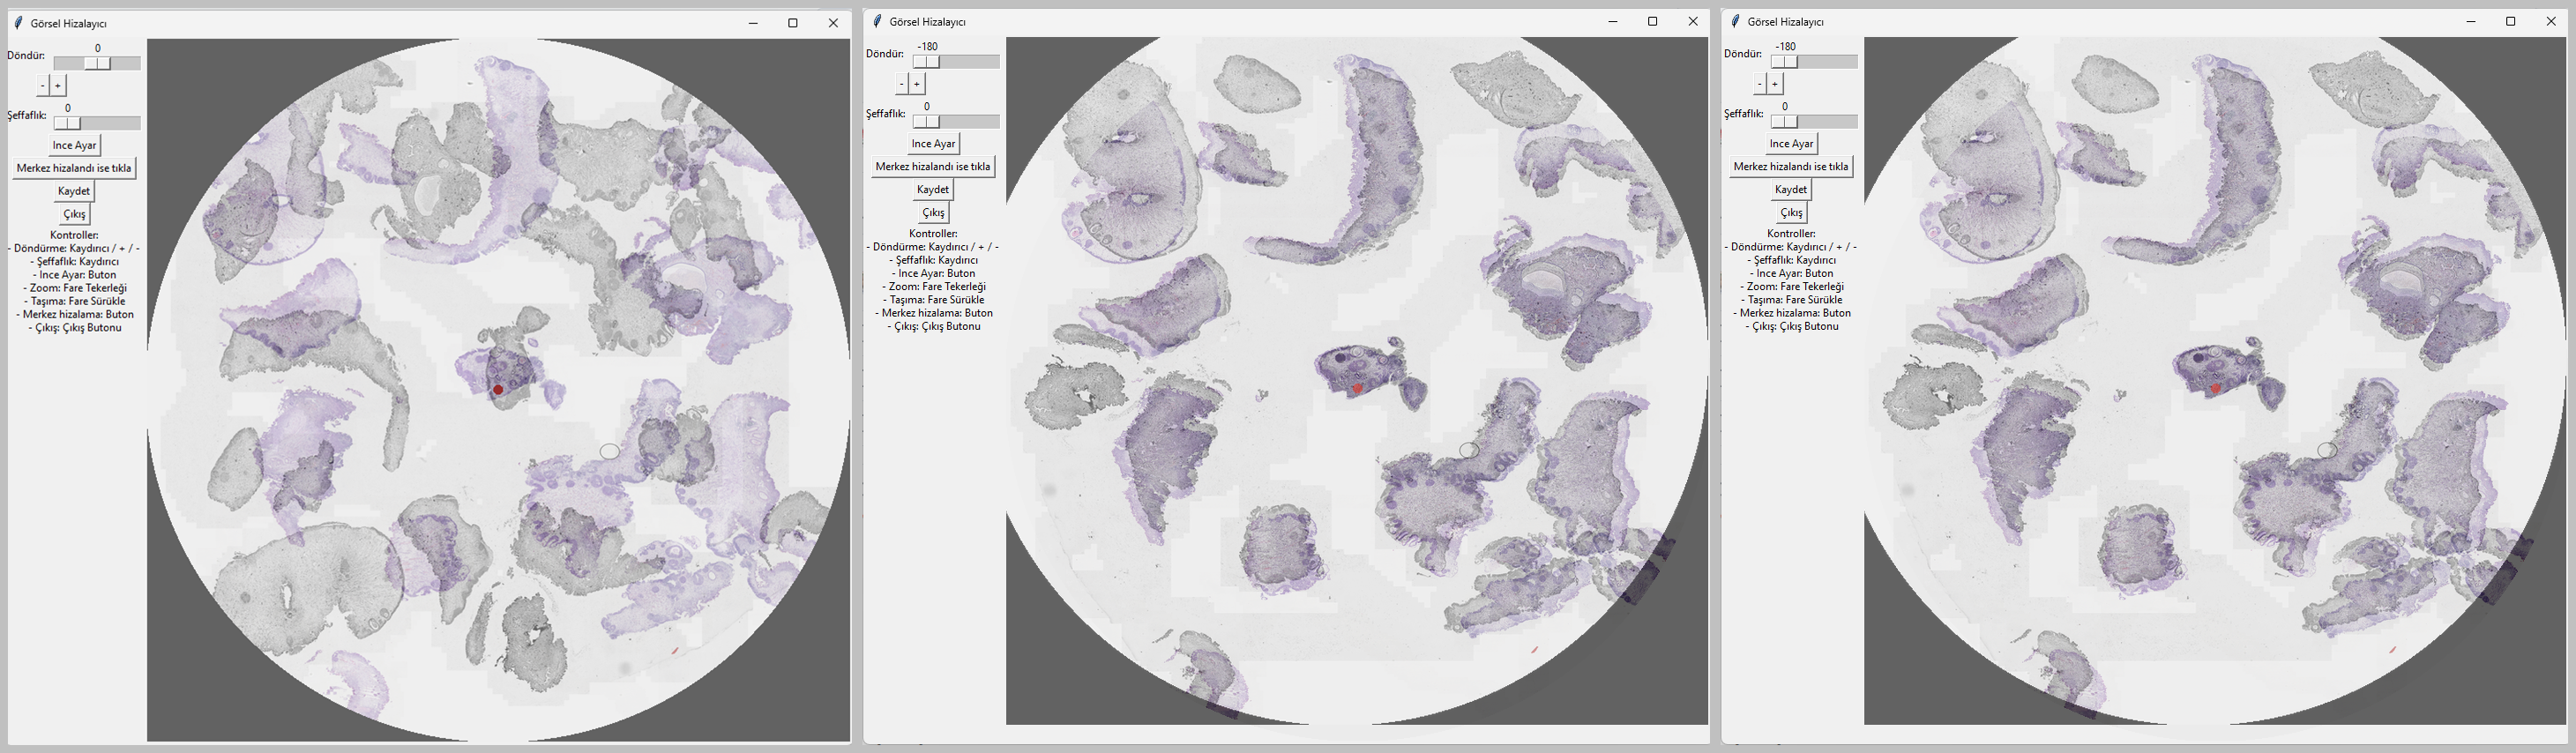 Görsel Hizalayıcı
0
Döndür:
- +
0
Şeffaflık:
Ince Ayar
Merkez hizalandı ise tıkla
Kaydet
Çıkış
Kontroller:
- Döndürme: Kaydırıcı / + / -
- Şeffaflık: Kaydırıcı
- Ince Ayar: Buton
- Zoom: Fare Tekerleği
- Taşıma: Fare Sürükle
- Merkez hizalama: Buton
- Çıkış: Çıkış Butonu
Görsel Hizalayıcı
-180
Döndür:
- +
0
Şeffaflık:
Ince Ayar
Merkez hizalandı ise tıkla
Kaydet
Çıkış
Kontroller:
- Döndürme: Kaydırıcı / + / -
- Şeffaflık: Kaydırıcı
- Ince Ayar: Buton
- Zoom: Fare Tekerleği
- Taşıma: Fare Sürükle
- Merkez hizalama: Buton
- Çıkış: Çıkış Butonu
Görsel Hizalayıcı
-180
Döndür:
- +
0
Şeffaflık:
Ince Ayar
Merkez hizalandı ise tıkla
Kaydet
Çıkış
Kontroller:
- Döndürme: Kaydırıcı / + / -
- Şeffaflık: Kaydırıcı
- Ince Ayar: Buton
- Zoom: Fare Tekerleği
- Taşıma: Fare Sürükle
- Merkez hizalama: Buton
- Çıkış: Çıkış Butonu